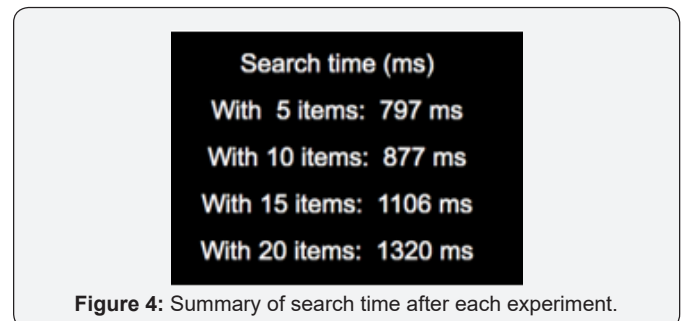 Search time (ms)
With 5 items: 797 ms
With 10 items: 877 ms
With 15 items: 1106 ms
With 20 items: 1320 ms
Figure 4: Summary of search time after each experiment.